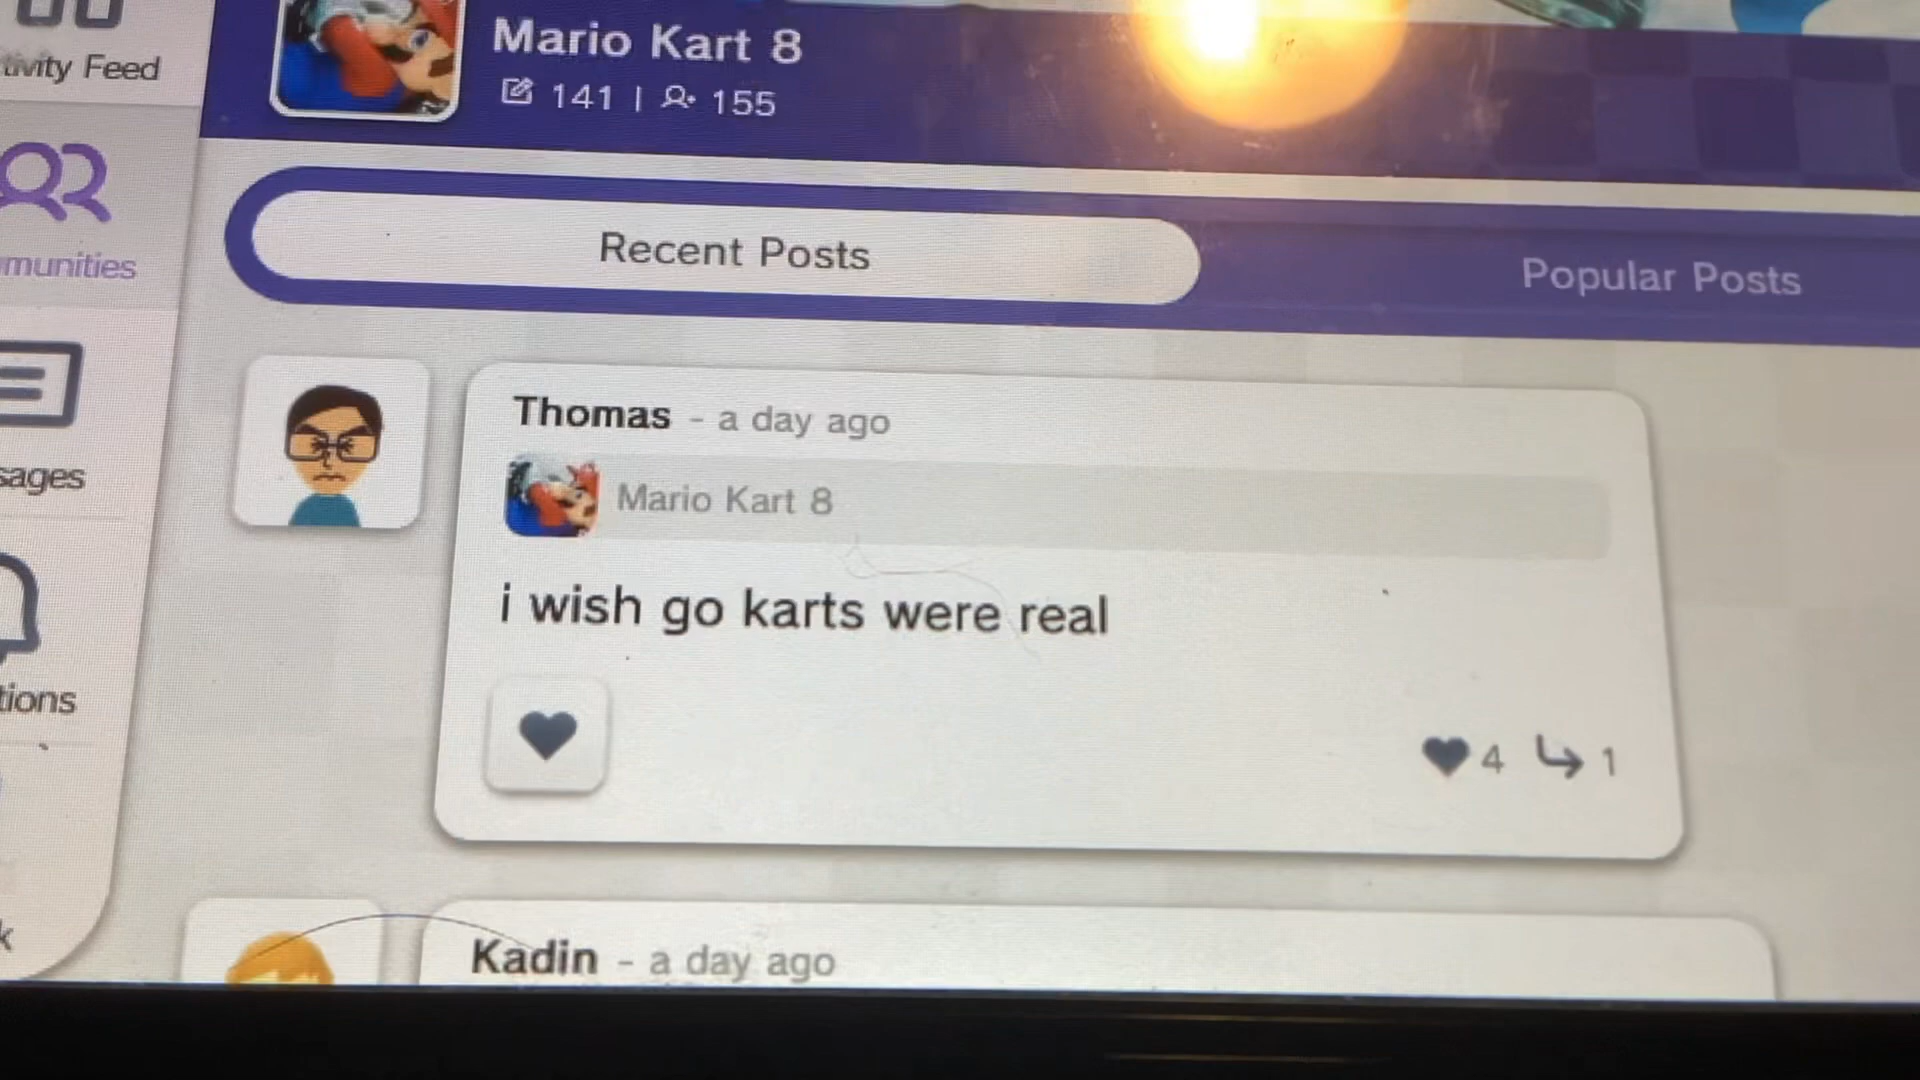 Mario Kart 8
141 | 155
tivity Feed
munities
Recent Posts
Popular Posts
Thomas - a day ago
Mario Kart 8
sages
i wish go karts were real
tions
4 1
k
Kadin - a day ago